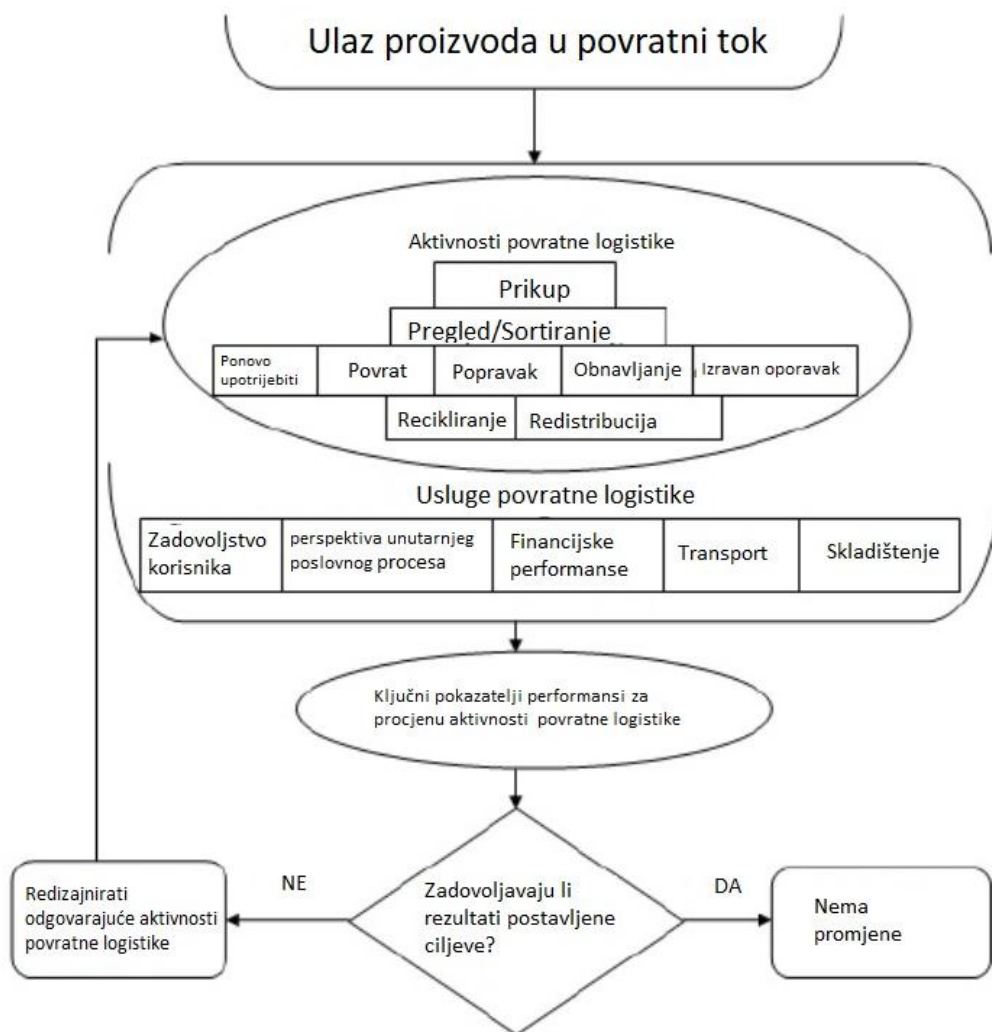 Ulaz proizvoda u povratni tok
Aktivnosti povratne logistike
Prikup
Pregled/Sortiranje
Ponovo
upotrijebiti
Povrat
Popravak
Obnavljanje
Izravan oporavak
Recikliranje
Redistribucija
Usluge povratne logistike
Zadovoljstvo
korisnika
perspektiva unutarnjeg
poslovnog procesa
Financijske
performanse
Transport
Skladištenje
Ključni pokazatelji performansi za
procjenu aktivnosti povratne logistike
Zadovoljavaju li
rezultati postavljene
ciljeve?
NE
DA
Redizajnirati
odgovarajuće aktivnosti
povratne logistike
Nema
promjene